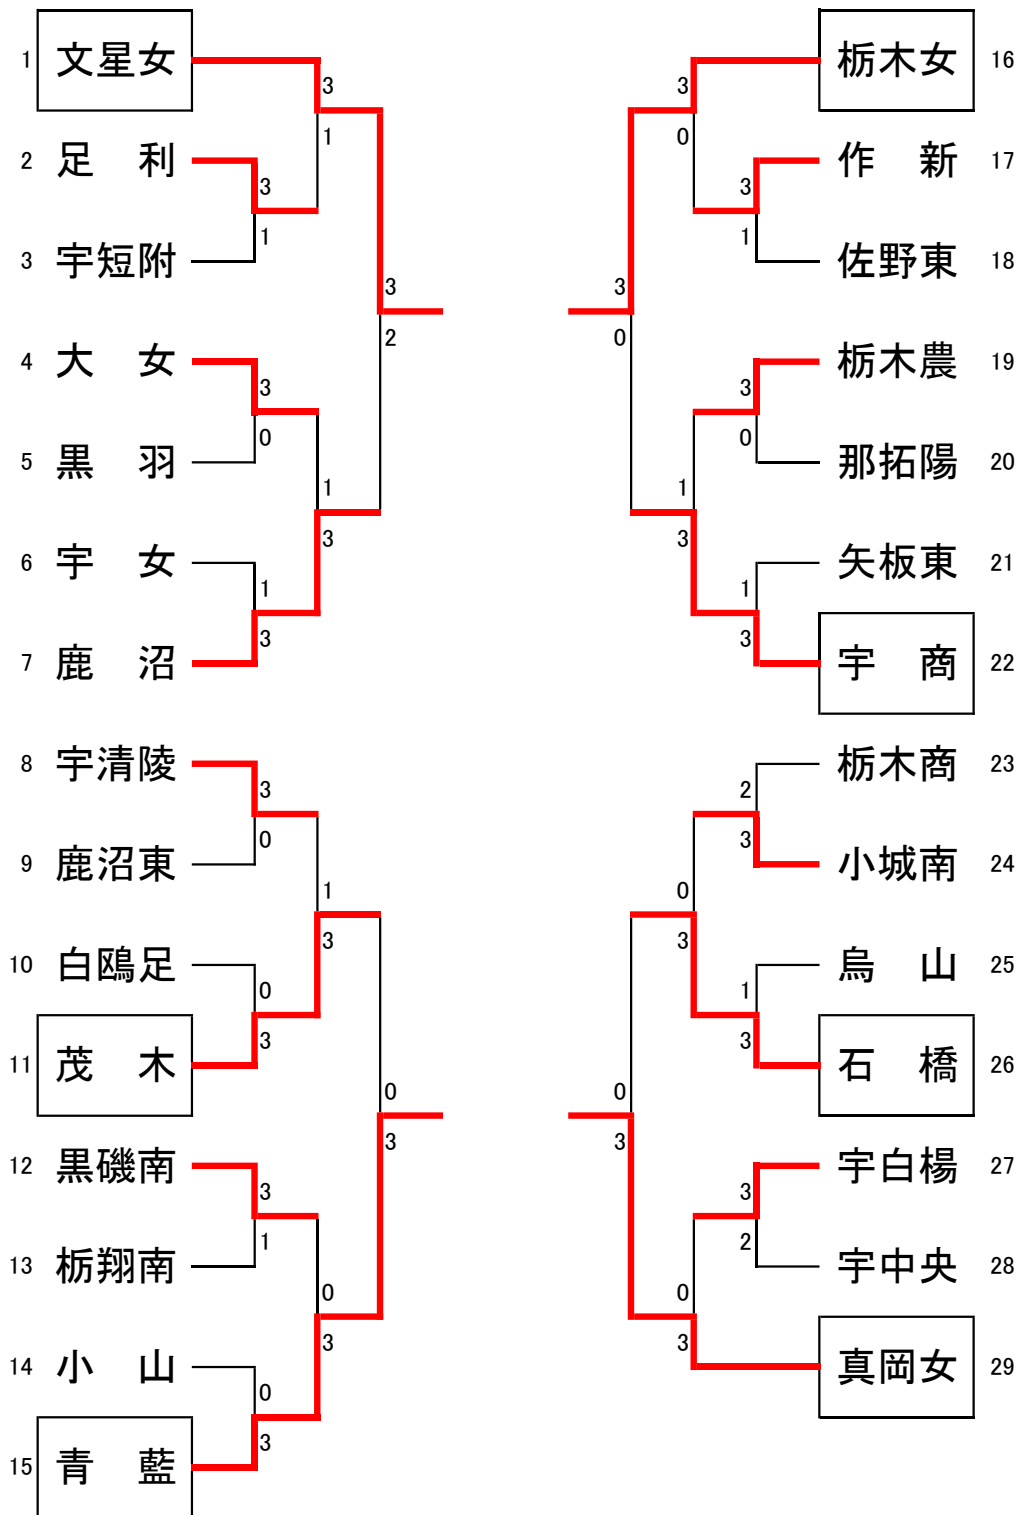 1 文星女
3
1
2 足 利
3
1
3 宇短附
3
2
4 大 女
3
0
5 黒 羽
1
3
6 宇 女
1
3
7 鹿 沼
8 宇清陵
3
0
9 鹿沼東
1
3
10 白鴎足
0
3
11 茂 木
0
3
12 黒磯南
3
1
13 栃翔南
0
3
14 小 山
0
3
15 青 藍
栃木女 16
3
0
作 新 17
3
1
佐野東 18
3
0
栃木農 19
3
0
那拓陽 20
1
3
矢板東 21
1
3
宇 商 22
栃木商 23
2
3
小城南 24
0
3
烏 山 25
1
3
石 橋 26
0
3
宇白楊 27
3
2
宇中央 28
0
3
真岡女 29